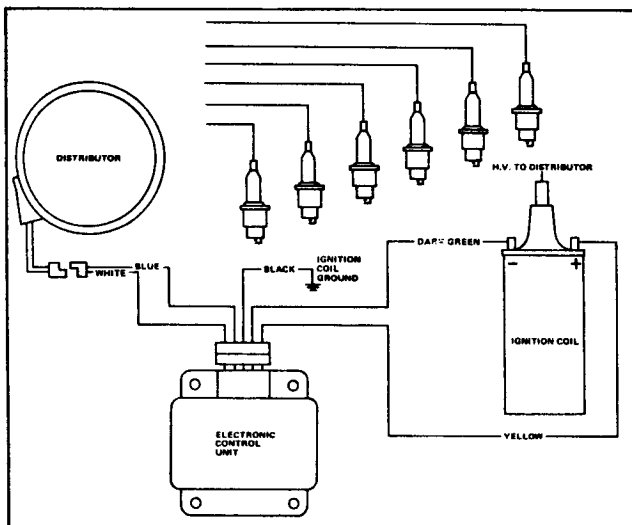 DISTRIBUTOR
H.V. TO DISTRIBUTOR
BLUE
WHITE
BLACK
IGNITION
COIL
GROUND
DARK GREEN
-
+
IGNITION COIL
ELECTRONIC
CONTROL
UNIT
YELLOW